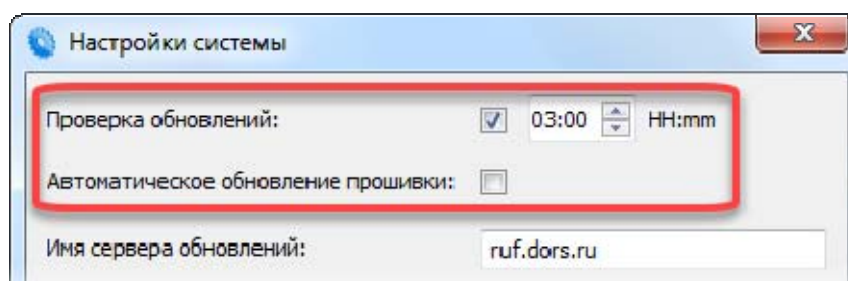 Настройки системы
Проверка обновлений: 03:00 HH:mm
Автоматическое обновление прошивки:
Имя сервера обновлений: ruf.dors.ru